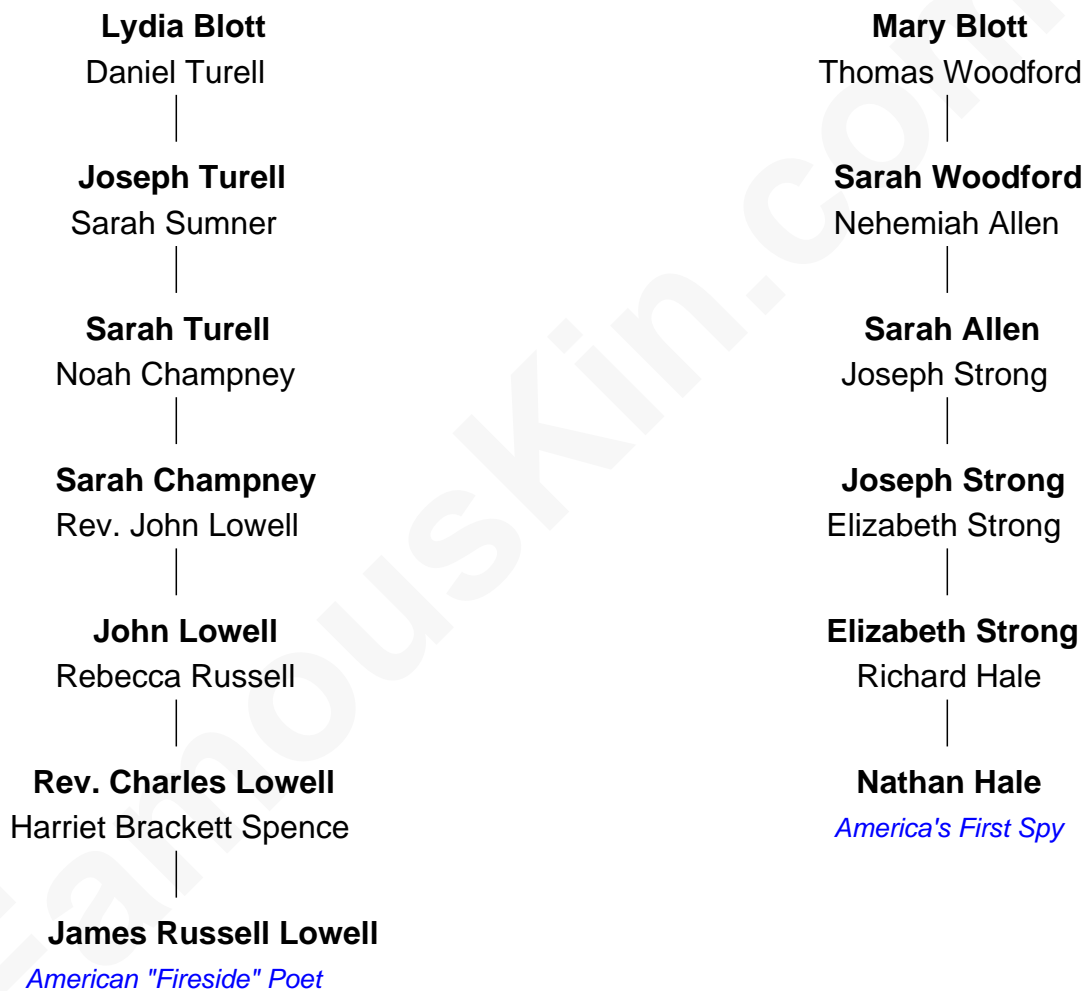 Lydia Blott
Daniel Turell
Joseph Turell
Sarah Sumner
Sarah Turell
Noah Champney
Sarah Champney
Rev. John Lowell
John Lowell
Rebecca Russell
Rev. Charles Lowell
Harriet Brackett Spence
James Russell Lowell
American "Fireside" Poet
Mary Blott
Thomas Woodford
Sarah Woodford
Nehemiah Allen
Sarah Allen
Joseph Strong
Joseph Strong
Elizabeth Strong
Elizabeth Strong
Richard Hale
Nathan Hale
America's First Spy
FamousKin.com